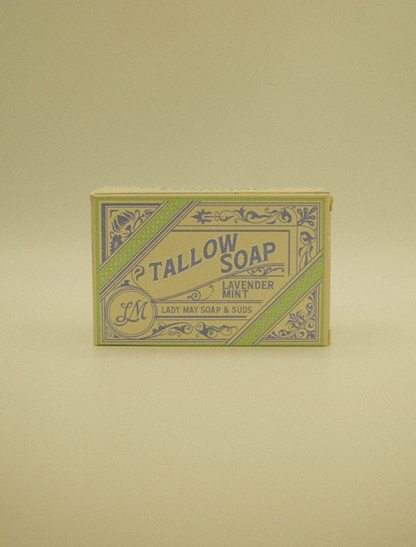 TALLOW
SOAP
LAVENDER
MINT
LM
LADY MAY SOAP & SUDS